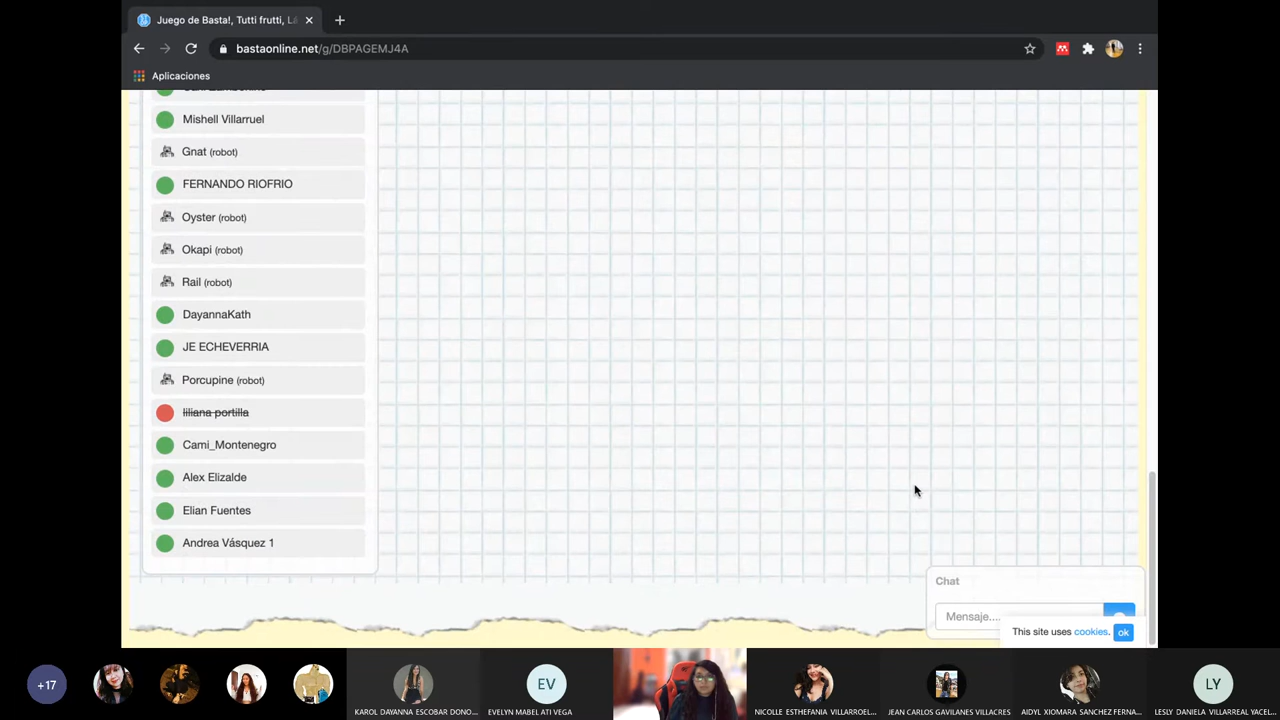 Juego de Basta!, Tutti frutti, Lá
bastaonline.net/g/DBPAGEMJ4A
Aplicaciones
Mishell Villarruel
Gnat (robot)
FERNANDO RIOFRIO
Oyster (robot)
Okapi (robot)
Rail (robot)
DayannaKath
JE ECHEVERRIA
Porcupine (robot)
liliana portilla
Cami_Montenegro
Alex Elizalde
Elian Fuentes
Andrea Vásquez 1
Chat
Mensaje....
This site uses cookies. ok
+17
EV
LY
KAROL DAYANNA ESCOBAR DONO...
EVELYN MABEL ATI VEGA
NICOLLE ESTHEFANIA VILLARROEL...
JEAN CARLOS GAVILANES VILLACRES
AIDYL XIOMARA SANCHEZ FERNA...
LESLY DANIELA VILLARREAL YACEL...